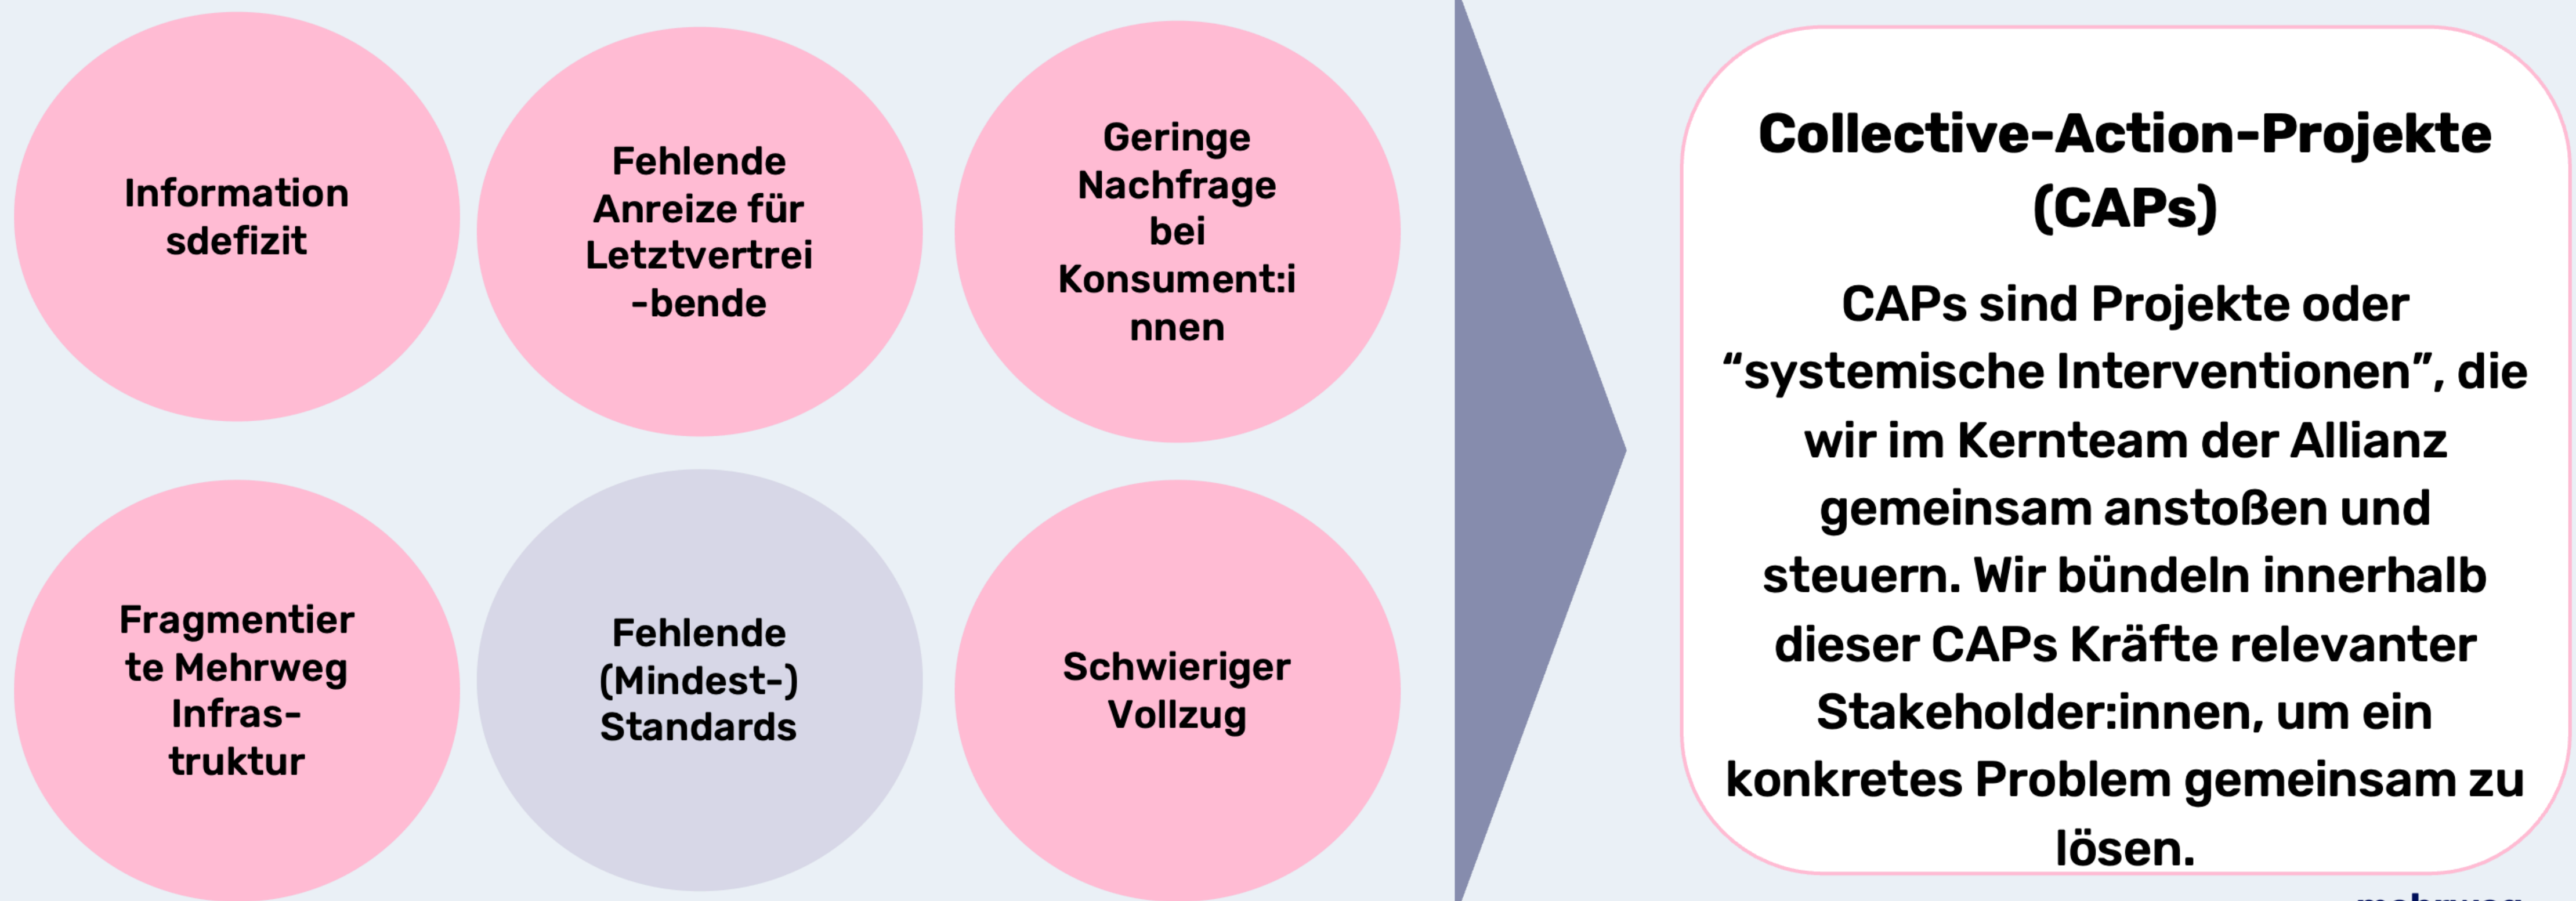 Information
sdefizit
Fehlende
Anreize für
Letztvertrei
-bende
Geringe
Nachfrage
bei
Konsument:i
nnen
Fragmentier
te Mehrweg
Infras-
truktur
Fehlende
(Mindest-)
Standards
Schwieriger
Vollzug
Collective-Action-Projekte
(CAPs)
CAPs sind Projekte oder
“systemische Interventionen”, die
wir im Kernteam der Allianz
gemeinsam anstoßen und
steuern. Wir bündeln innerhalb
dieser CAPs Kräfte relevanter
Stakeholder:innen, um ein
konkretes Problem gemeinsam zu
lösen.